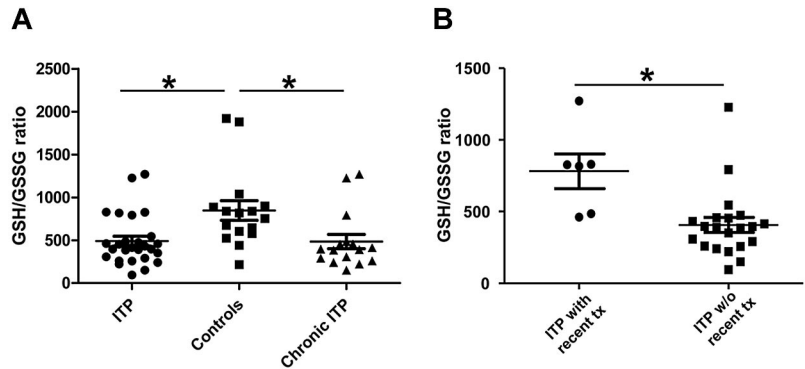 A
B
GSH/GSSG ratio
2500
2000
1500
1000
500
0
*
*
ITP
Controls
Chronic ITP
GSH/GSSG ratio
1500
1000
500
0
*
ITP with
recent tx
ITP w/o
recent tx